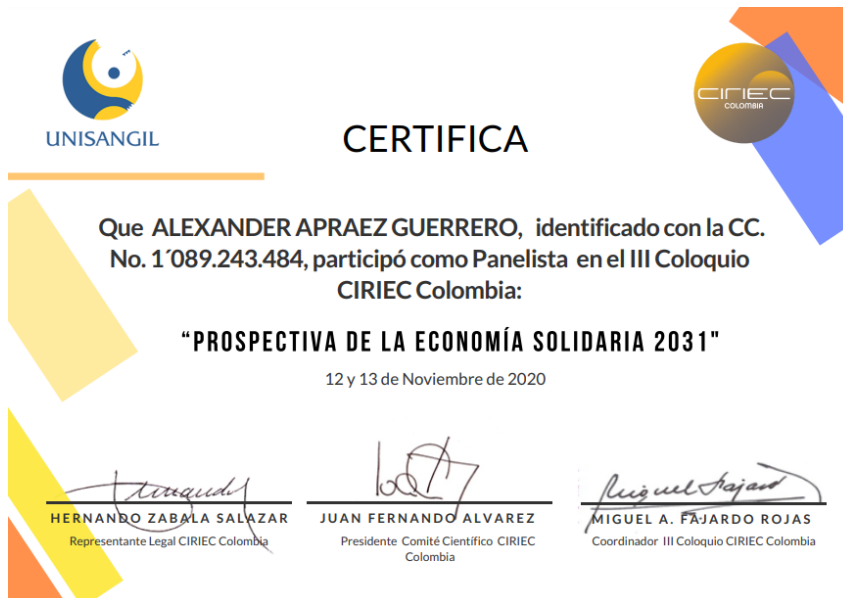 UNISANGIL
CIRIEC
COLOMBIA
CERTIFICA
Que ALEXANDER APRAEZ GUERRERO, identificado con la CC.
No. 1´089.243.484, participó como Panelista en el III Coloquio
CIRIEC Colombia:
“PROSPECTIVA DE LA ECONOMÍA SOLIDARIA 2031"
12 y 13 de Noviembre de 2020
HERNANDO ZABALA SALAZAR
Representante Legal CIRIEC Colombia
JUAN FERNANDO ALVAREZ
Presidente Comité Científico CIRIEC
Colombia
Miguel Fajardo
MIGUEL A. FAJARDO ROJAS
Coordinador III Coloquio CIRIEC Colombia